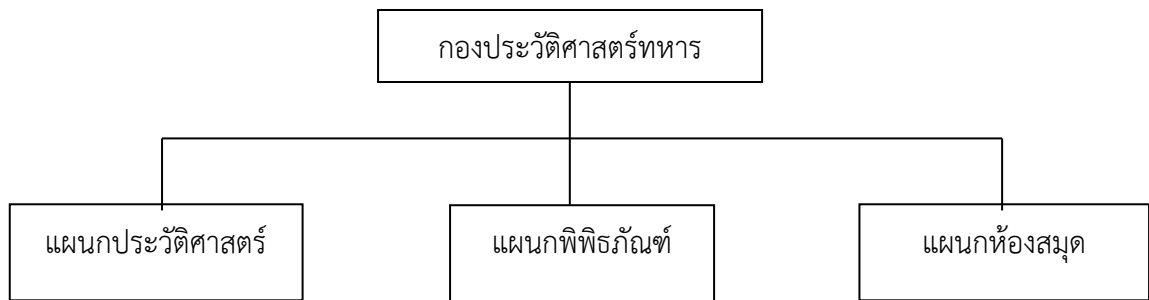 กองประวัติศาสตร์ทหาร
แผนกประวัติศาสตร์
แผนกพิพิธภัณฑ์
แผนกห้องสมุด